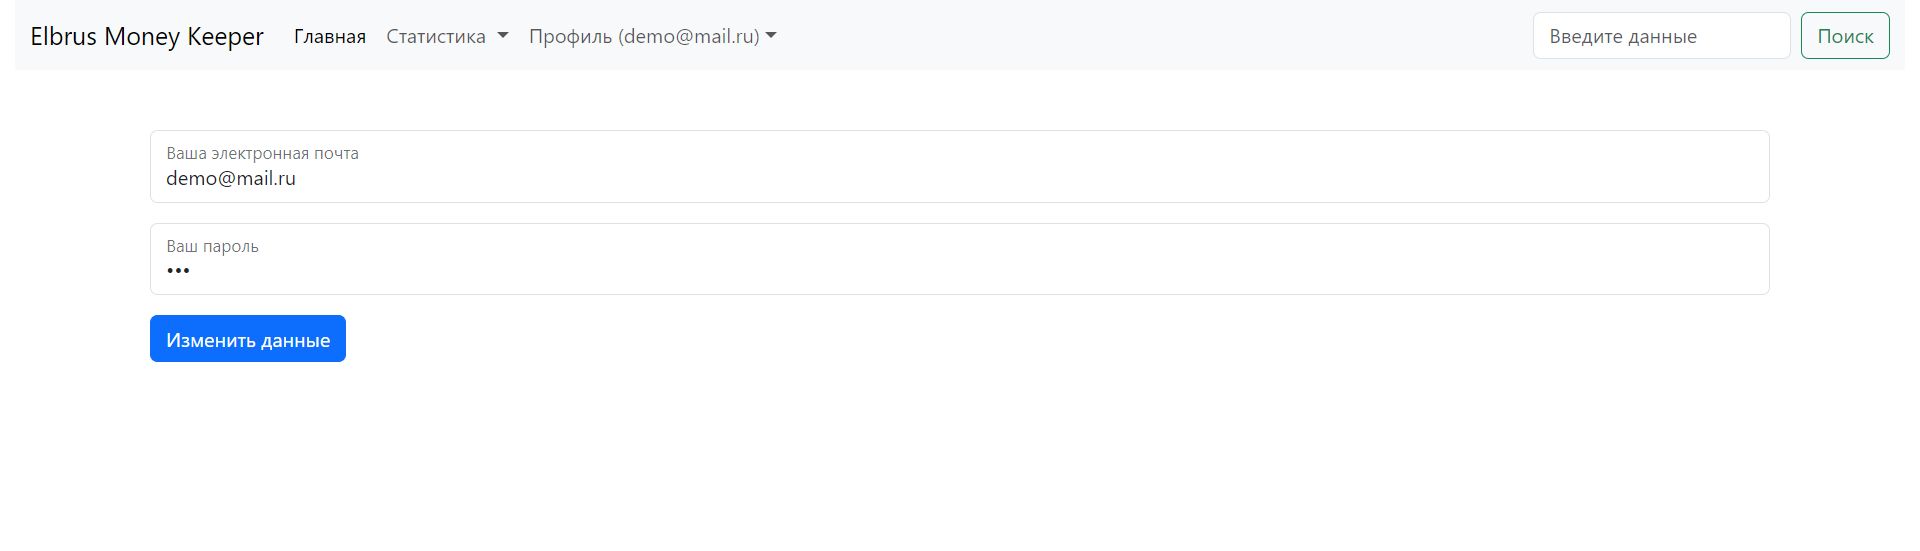 Elbrus Money Keeper Главная Статистика Профиль (demo@mail.ru) Введите данные Поиск
Ваша электронная почта
demo@mail.ru
Ваш пароль
•••
Изменить данные